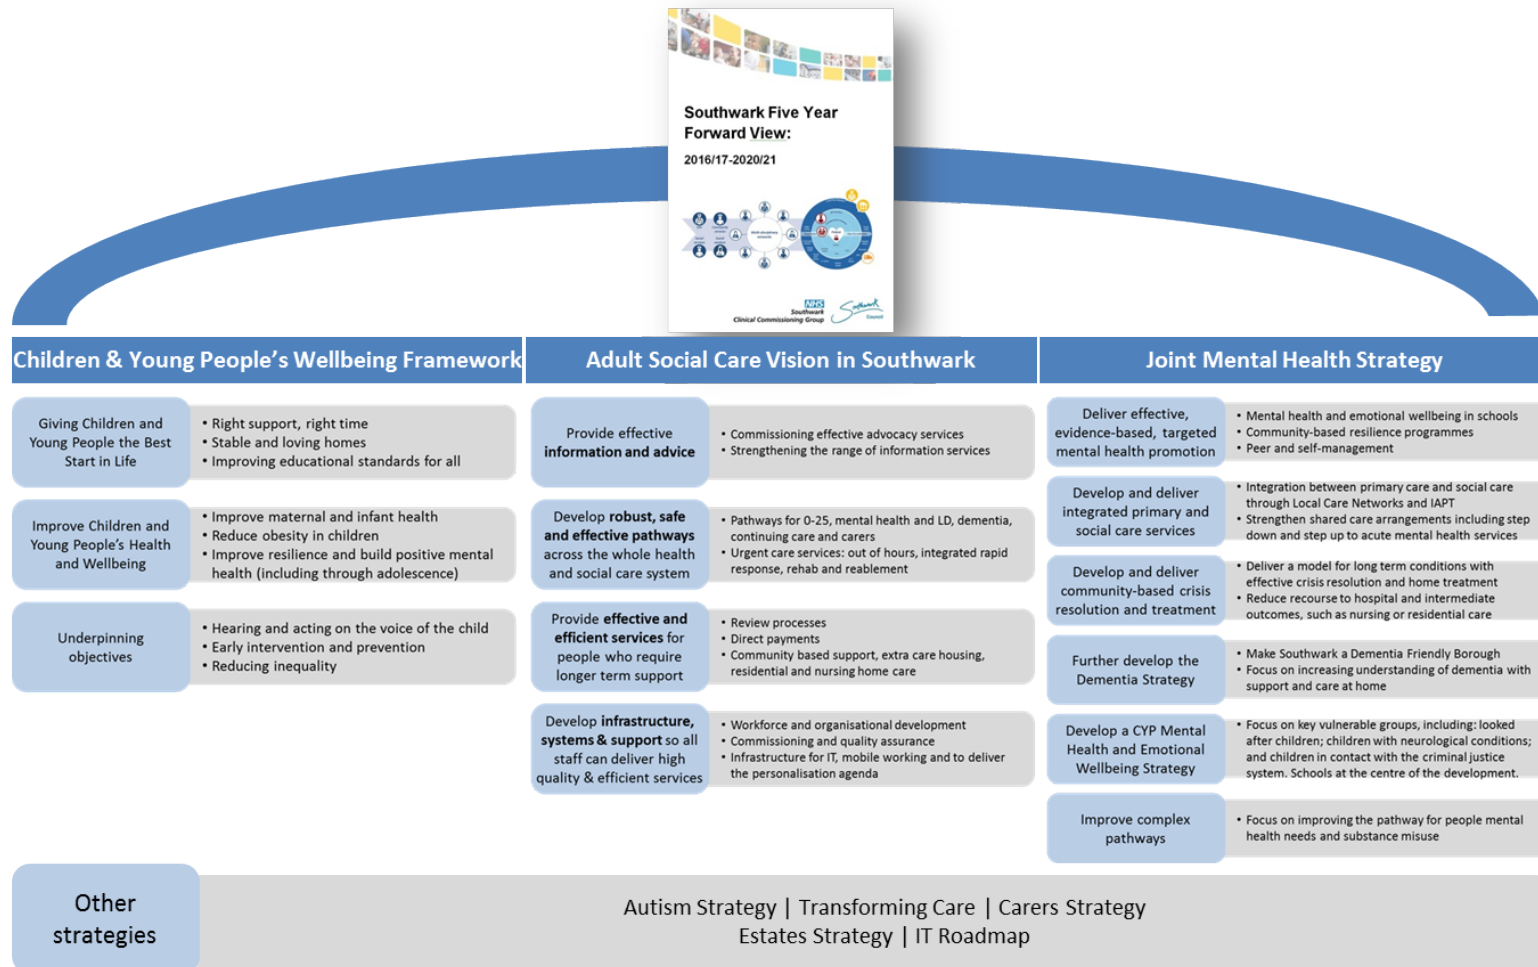 Southwark Five Year
Forward View:
2016/17-2020/21
NHS
Southwark
Clinical Commissioning Group
Southwark
Council
Children & Young People's Wellbeing Framework
Giving Children and
Young People the Best
Start in Life
• Right support, right time
• Stable and loving homes
• Improving educational standards for all
Improve Children and
Young People's Health
and Wellbeing
• Improve maternal and infant health
• Reduce obesity in children
• Improve resilience and build positive mental
health (including through adolescence)
Underpinning
objectives
• Hearing and acting on the voice of the child
• Early intervention and prevention
• Reducing inequality
Adult Social Care Vision in Southwark
Provide effective
information and advice
• Commissioning effective advocacy services
• Strengthening the range of information services
Develop robust, safe
and effective pathways
across the whole health
and social care system
• Pathways for 0-25, mental health and LD, dementia,
continuing care and carers
• Urgent care services: out of hours, integrated rapid
response, rehab and reablement
Provide effective and
efficient services for
people who require
longer term support
• Review processes
• Direct payments
• Community based support, extra care housing,
residential and nursing home care
Develop infrastructure,
systems & support so all
staff can deliver high
quality & efficient services
• Workforce and organisational development
• Commissioning and quality assurance
• Infrastructure for IT, mobile working and to deliver
the personalisation agenda
Joint Mental Health Strategy
Deliver effective,
evidence-based, targeted
mental health promotion
• Mental health and emotional wellbeing in schools
• Community-based resilience programmes
• Peer and self-management
Develop and deliver
integrated primary and
social care services
• Integration between primary care and social care
through Local Care Networks and IAPT
• Strengthen shared care arrangements including step
down and step up to acute mental health services
Develop and deliver
community-based crisis
resolution and treatment
• Deliver a model for long term conditions with
effective crisis resolution and home treatment
• Reduce recourse to hospital and intermediate
outcomes, such as nursing or residential care
Further develop the
Dementia Strategy
• Make Southwark a Dementia Friendly Borough
• Focus on increasing understanding of dementia with
support and care at home
Develop a CYP Mental
Health and Emotional
Wellbeing Strategy
• Focus on key vulnerable groups, including: looked
after children; children with neurological conditions;
and children in contact with the criminal justice
system. Schools at the centre of the development.
Improve complex
pathways
• Focus on improving the pathway for people mental
health needs and substance misuse
Other
strategies
Autism Strategy | Transforming Care | Carers Strategy
Estates Strategy | IT Roadmap